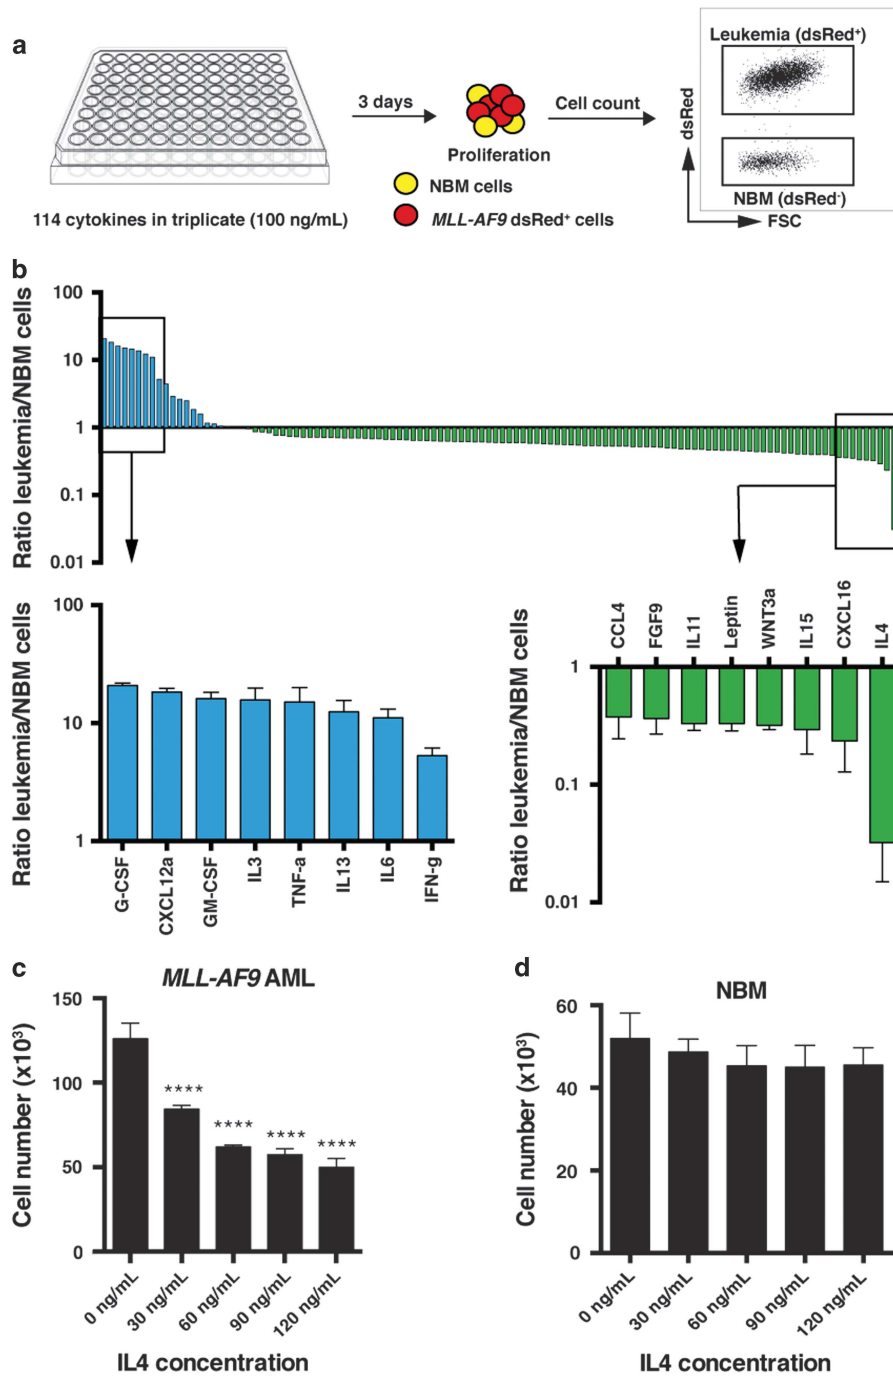 a
114 cytokines in triplicate (100 ng/mL)
3 days
Proliferation
NBM cells
MLL-AF9 dsRed⁺ cells
Cell count
dsRed
Leukemia (dsRed⁺)
NBM (dsRed⁻)
FSC
b
Ratio leukemia/NBM cells
100
10
1
0.1
0.01
Ratio leukemia/NBM cells
100
10
1
G-CSF
CXCL12a
GM-CSF
IL3
TNF-a
IL13
IL6
IFN-g
Ratio leukemia/NBM cells
CCL4
FGF9
IL11
Leptin
WNT3a
IL15
CXCL16
IL4
1
0.1
0.01
c
MLL-AF9 AML
Cell number (x10³)
150
100
50
0
****
****
****
****
0 ng/mL
30 ng/mL
60 ng/mL
90 ng/mL
120 ng/mL
IL4 concentration
d
NBM
Cell number (x10³)
60
40
20
0
0 ng/mL
30 ng/mL
60 ng/mL
90 ng/mL
120 ng/mL
IL4 concentration